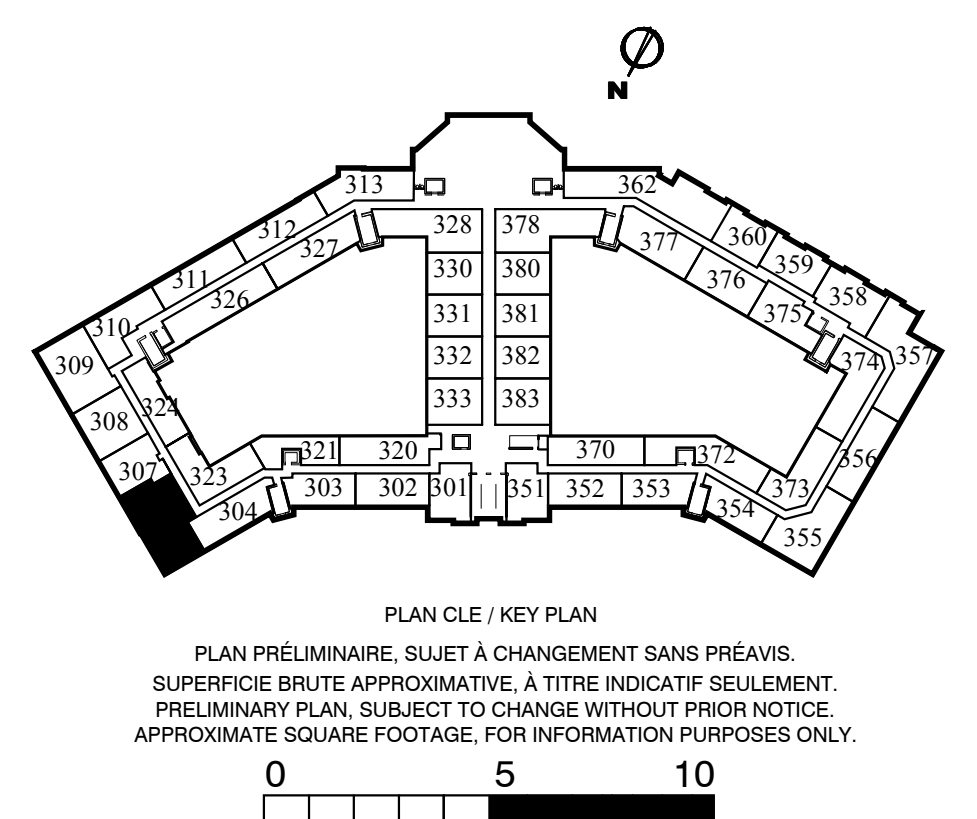 N
313 362
312 328 378 360
327 377 359
311 330 380 376 358
326 331 381 375
310 332 382 374 357
309 333 383
308 324 356
307 323 321 320 370 372 373
304 303 302 301 351 352 353 354 355
PLAN CLE / KEY PLAN
PLAN PRÉLIMINAIRE, SUJET À CHANGEMENT SANS PRÉAVIS.
SUPERFICIE BRUTE APPROXIMATIVE, À TITRE INDICATIF SEULEMENT.
PRELIMINARY PLAN, SUBJECT TO CHANGE WITHOUT PRIOR NOTICE.
APPROXIMATE SQUARE FOOTAGE, FOR INFORMATION PURPOSES ONLY.
0 5 10